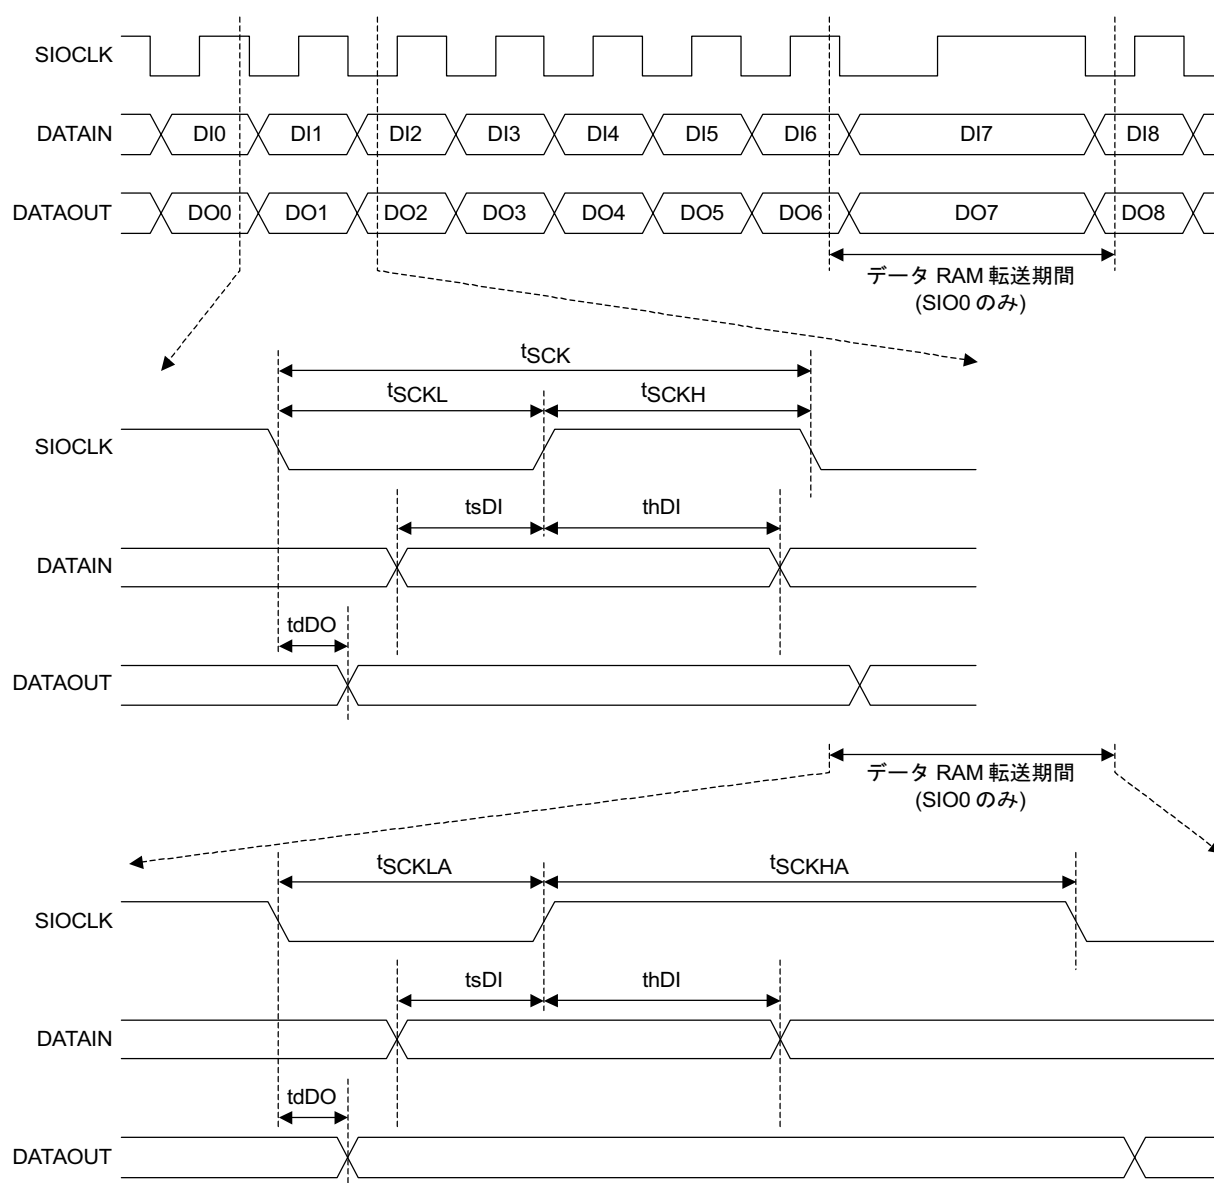 SIOCLK
DATAIN DI0 DI1 DI2 DI3 DI4 DI5 DI6 DI7 DI8
DATAOUT DO0 DO1 DO2 DO3 DO4 DO5 DO6 DO7 DO8
データ RAM 転送期間
(SIO0 のみ)
tSCK
tSCKL tSCKH
SIOCLK
tsDI thDI
DATAIN
tdDO
DATAOUT
データ RAM 転送期間
(SIO0 のみ)
tSCKLA tSCKHA
SIOCLK
tsDI thDI
DATAIN
tdDO
DATAOUT